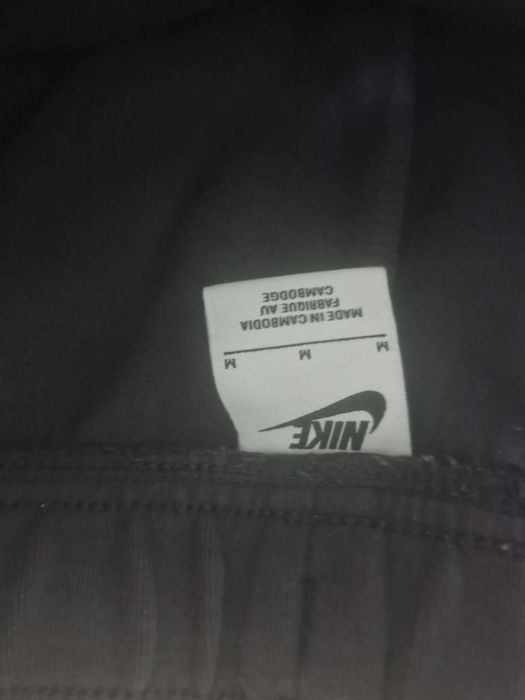 NIKE
M M M
MADE IN CAMBODIA
FABRIQUE AU
CAMBODGE